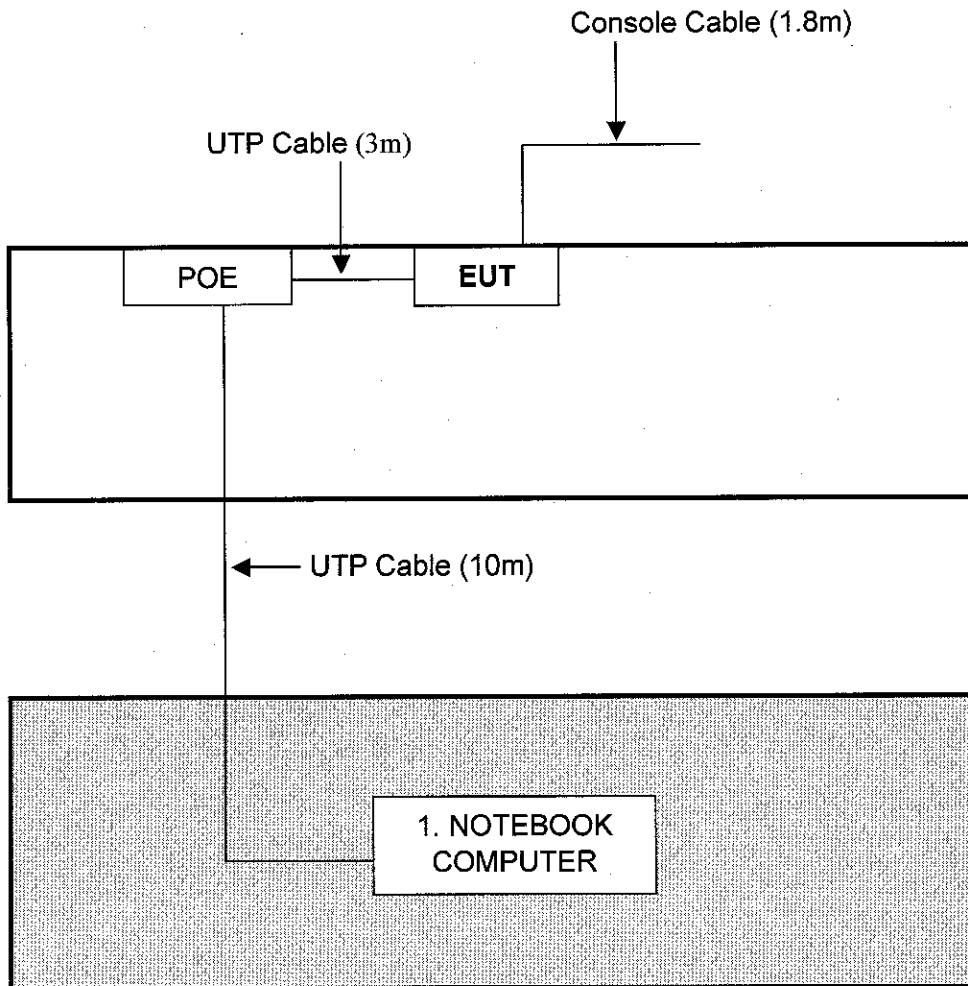 Console Cable (1.8m)
UTP Cable (3m)
POE
EUT
UTP Cable (10m)
1. NOTEBOOK
COMPUTER